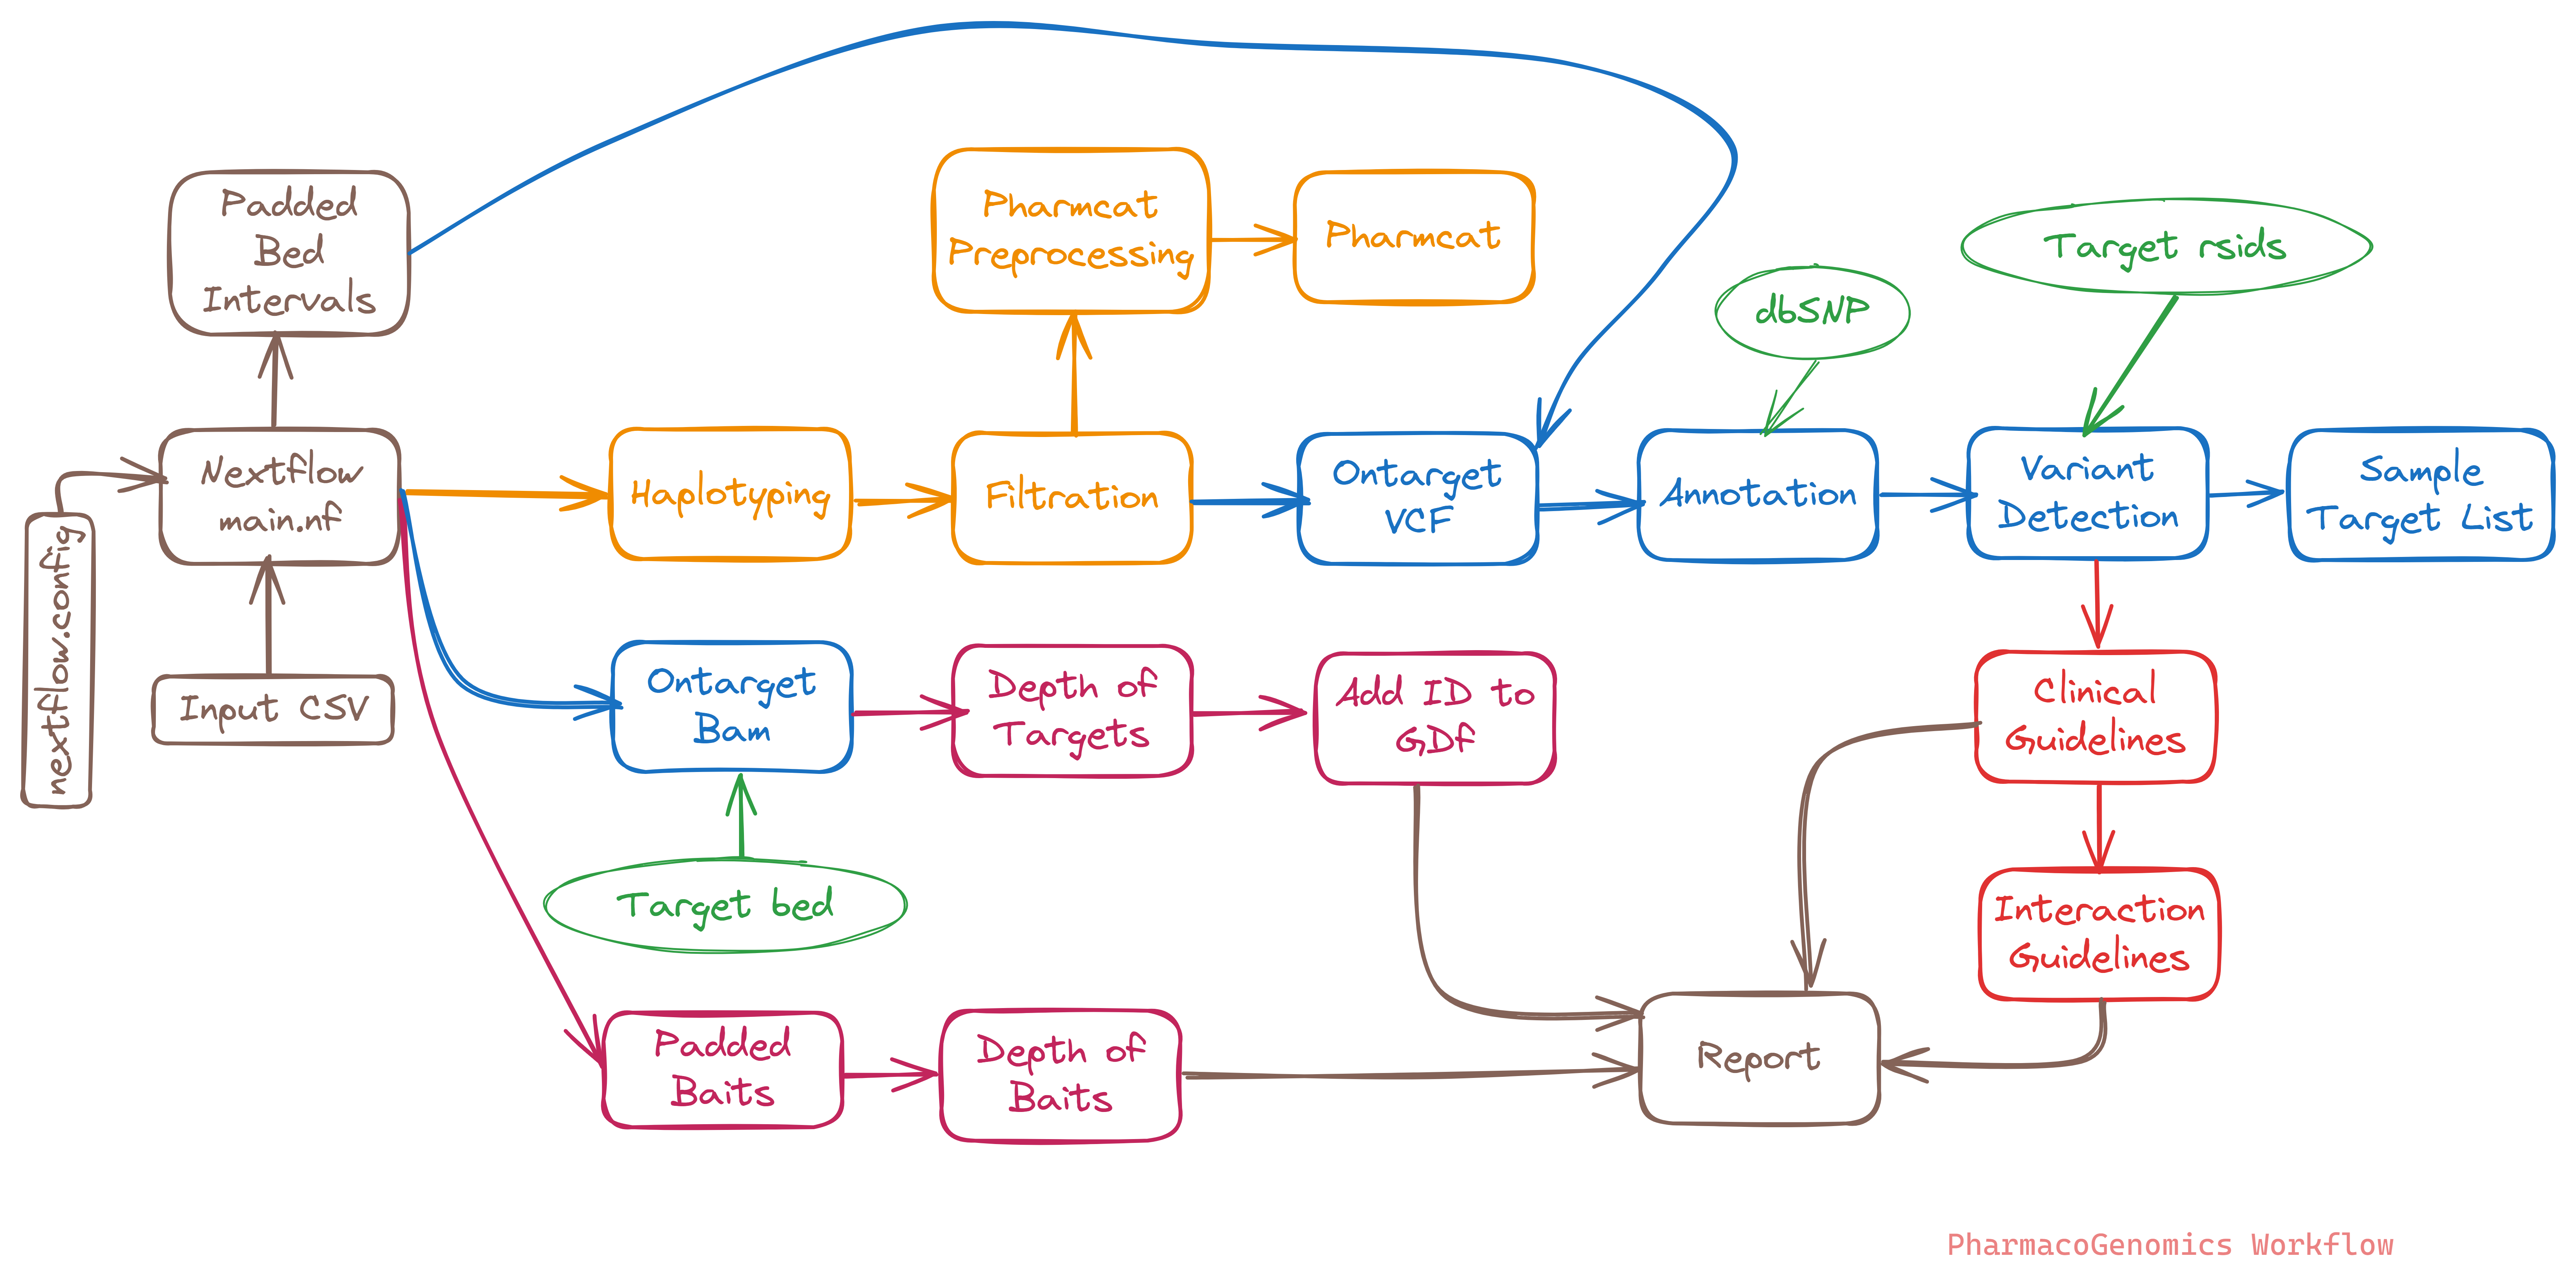 Padded
Bed
Intervals
Pharmcat
Preprocessing
Pharmcat
Target rsids
dbSNP
Nextflow
main.nf
Haplotyping
Filtration
Ontarget
VCF
Annotation
Variant
Detection
Sample
Target List
nextflow.config
Input CSV
Ontarget
Bam
Depth of
Targets
Add ID to
GDf
Clinical
Guidelines
Target bed
Interaction
Guidelines
Padded
Baits
Depth of
Baits
Report
PharmacoGenomics Workflow